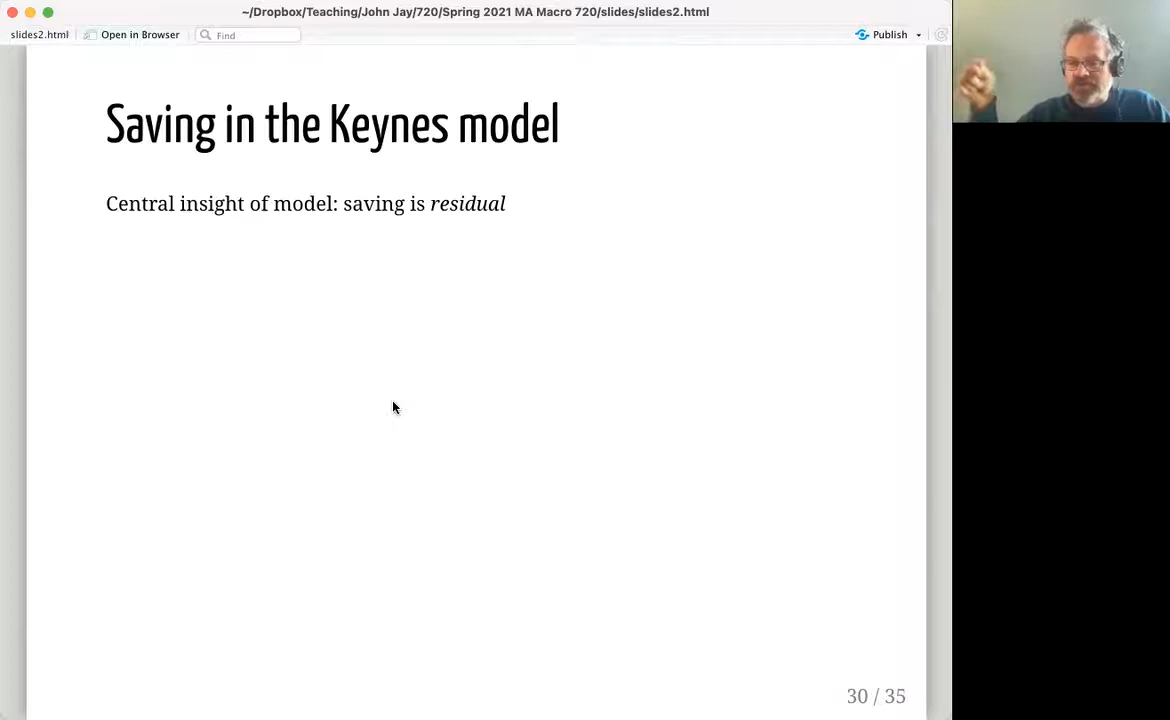 ~/Dropbox/Teaching/John Jay/720/Spring 2021 MA Macro 720/slides/slides2.html
slides2.html Open in Browser Find Publish
Saving in the Keynes model
Central insight of model: saving is residual
30 / 35